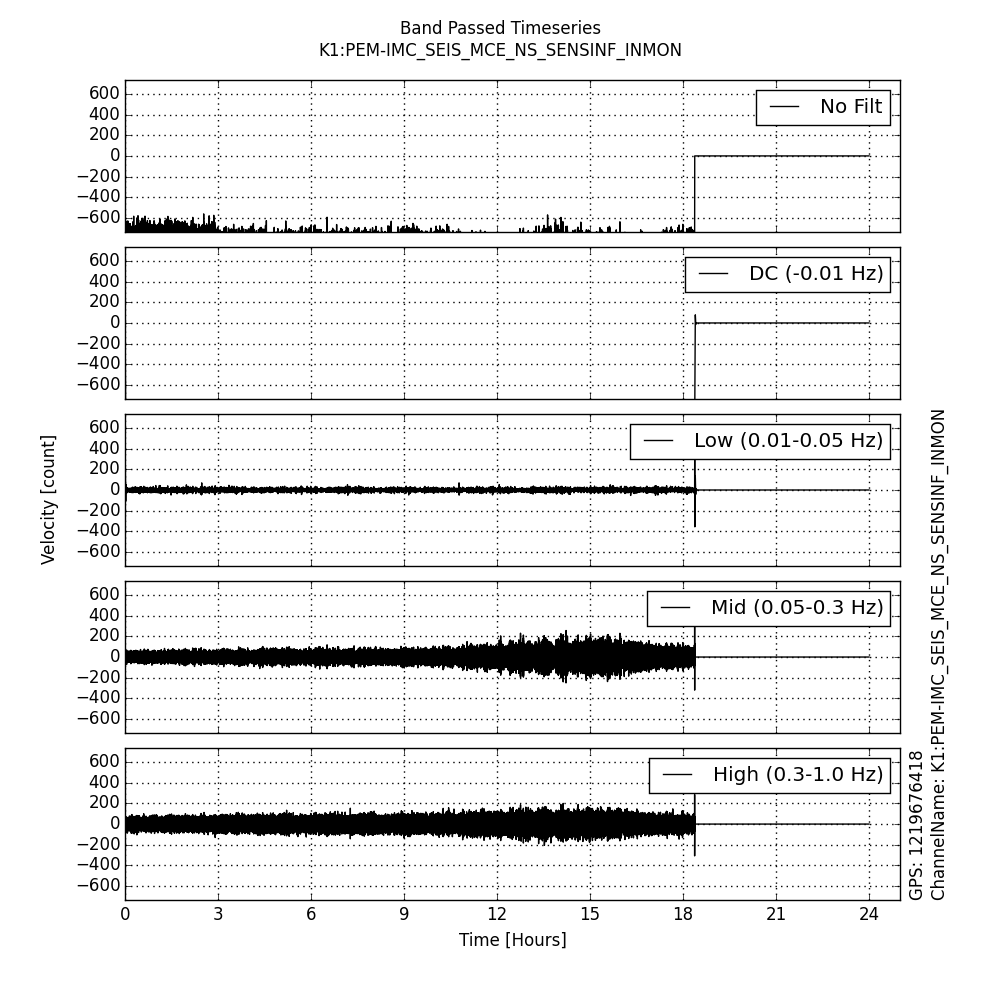 Band Passed Timeseries
K1:PEM-IMC_SEIS_MCE_NS_SENSINF_INMON
600
400
200
0
−200
−400
−600
No Filt
600
400
200
0
−200
−400
−600
DC (-0.01 Hz)
600
400
200
0
−200
−400
−600
Low (0.01-0.05 Hz)
600
400
200
0
−200
−400
−600
Mid (0.05-0.3 Hz)
600
400
200
0
−200
−400
−600
High (0.3-1.0 Hz)
0 3 6 9 12 15 18 21 24
Time [Hours]
Velocity [count]
GPS: 1219676418
ChannelName: K1:PEM-IMC_SEIS_MCE_NS_SENSINF_INMON